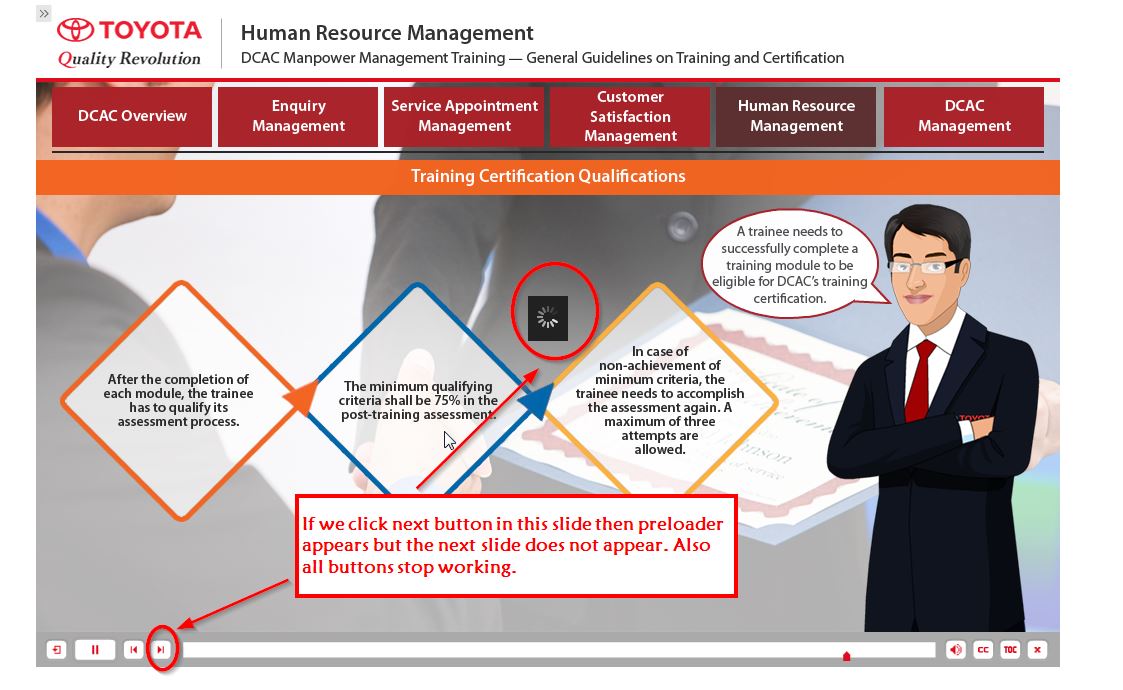 »
TOYOTA
Quality Revolution
Human Resource Management
DCAC Manpower Management Training — General Guidelines on Training and Certification
DCAC Overview
Enquiry
Management
Service Appointment
Management
Customer
Satisfaction
Management
Human Resource
Management
DCAC
Management
Training Certification Qualifications
A trainee needs to
successfully complete a
training module to be
eligible for DCAC's training
certification.
After the completion of
each module, the trainee
has to qualify its
assessment process.
The minimum qualifying
criteria shall be 75% in the
post-training assessment.
In case of
non-achievement of
minimum criteria, the
trainee needs to accomplish
the assessment again. A
maximum of three
attempts are
allowed.
TOYOT
If we click next button in this slide then preloader
appears but the next slide does not appear. Also
all buttons stop working.
CC
TOC